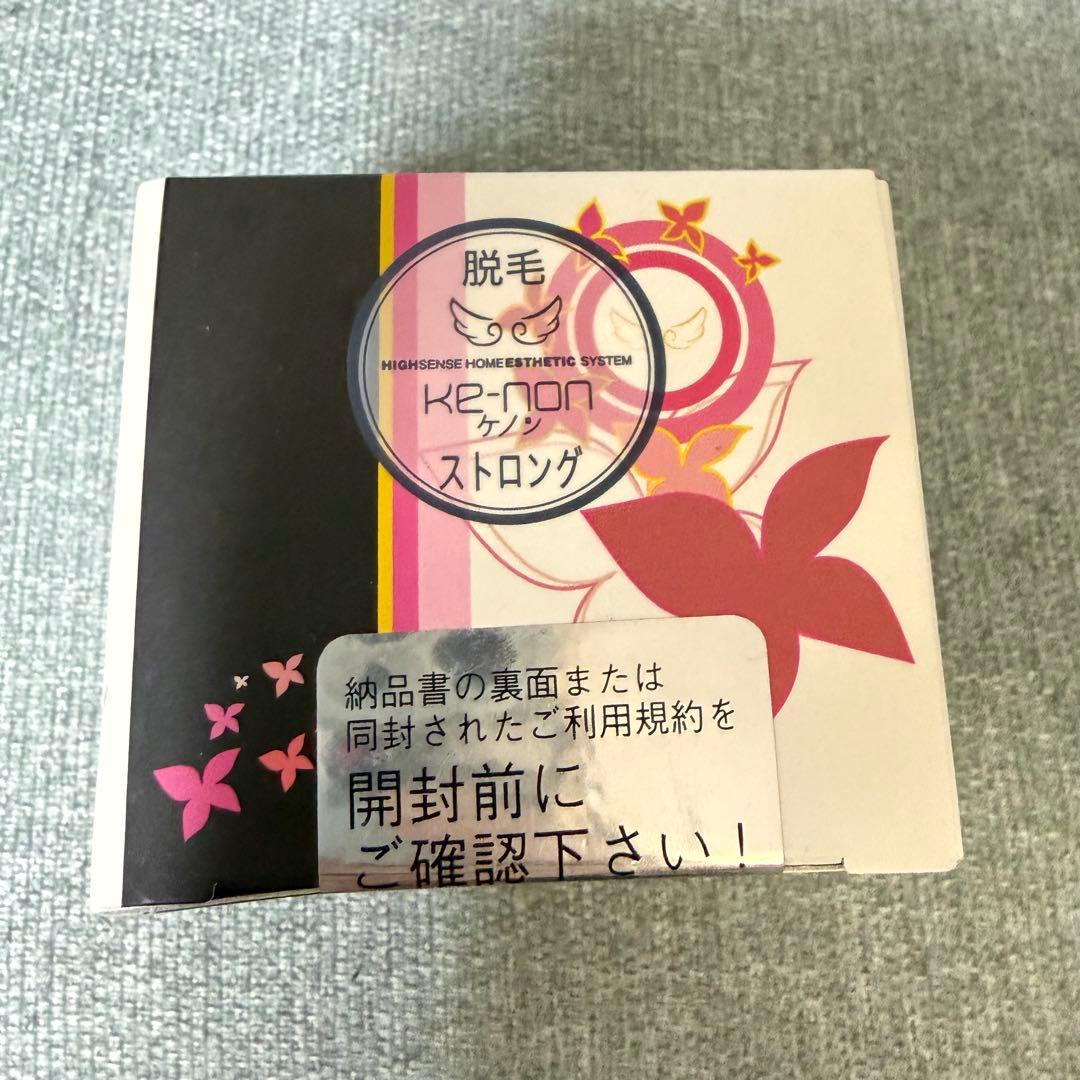 脱毛
HIGHSENSE HOME ESTHETIC SYSTEM
Ke-non
ケノン
ストロング
納品書の裏面または
同封されたご利用規約を
開封前に
ご確認下さい！